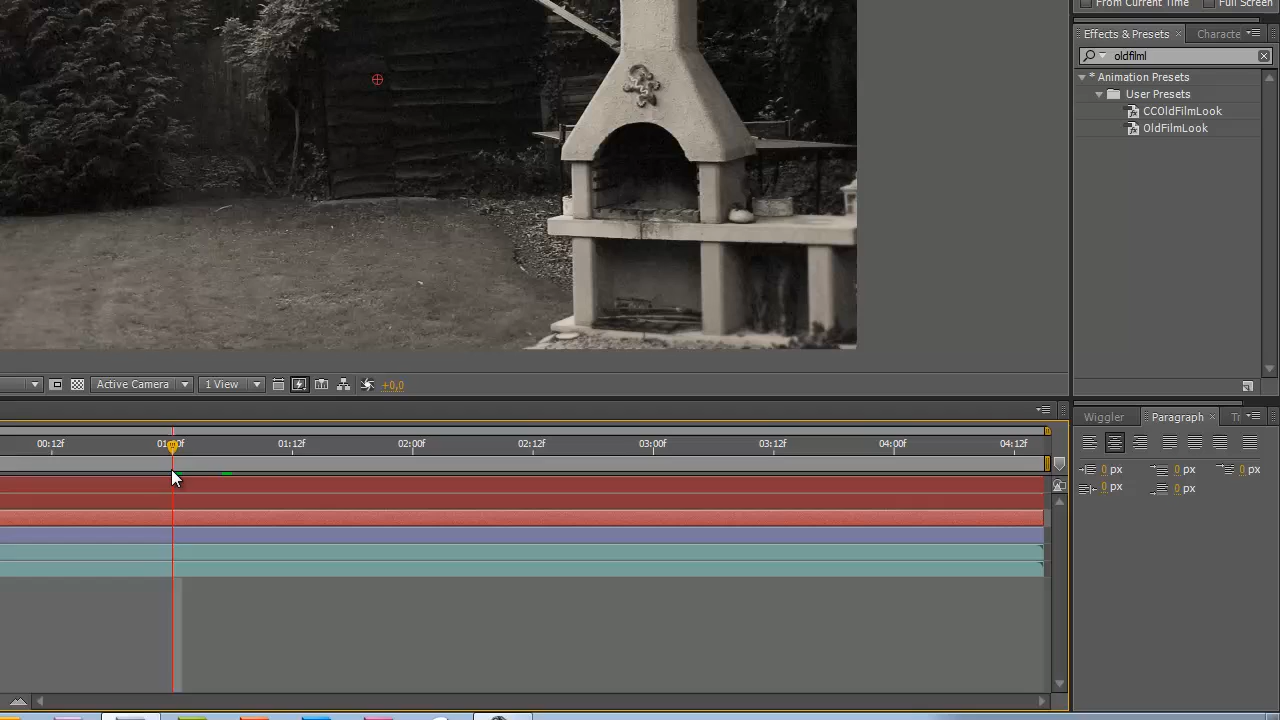 From Current Time
Full Screen
Effects & Presets
Characte
oldfilml
* Animation Presets
User Presets
CCOldFilmLook
OldFilmLook
Active Camera
1 View
+0,0
00:12f
01:12f
02:00f
02:12f
03:00f
03:12f
04:00f
04:12f
Wiggler
Paragraph
Tr
0 px
0 px
0 px
0 px
0 px